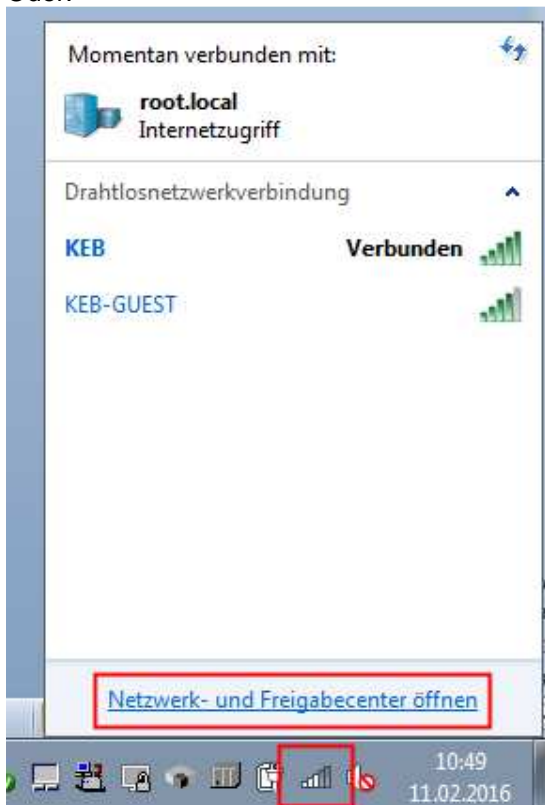 Momentan verbunden mit:
root.local
Internetzugriff
Drahtlosnetzwerkverbindung
KEB Verbunden
KEB-GUEST
Netzwerk- und Freigabecenter öffnen
10:49
11.02.2016